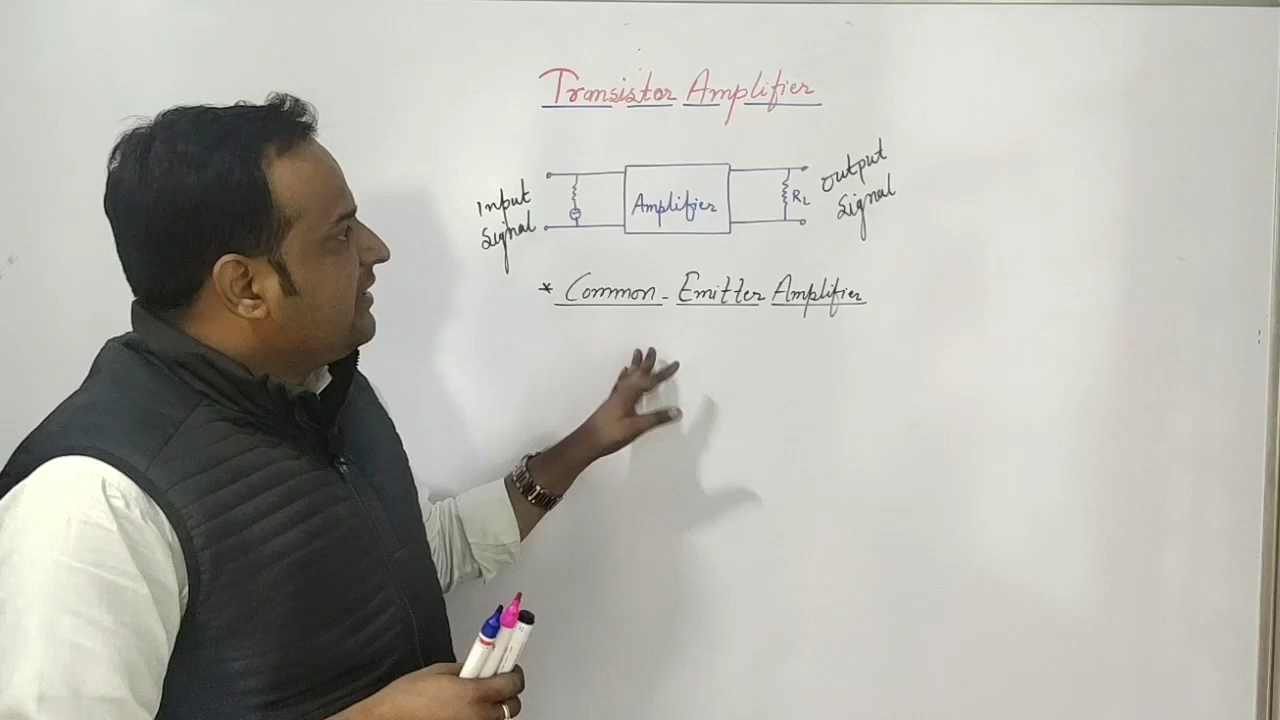 Transistor Amplifier
Input
Signal
Amplifier
RL
Output
Signal
* Common-Emitter Amplifier